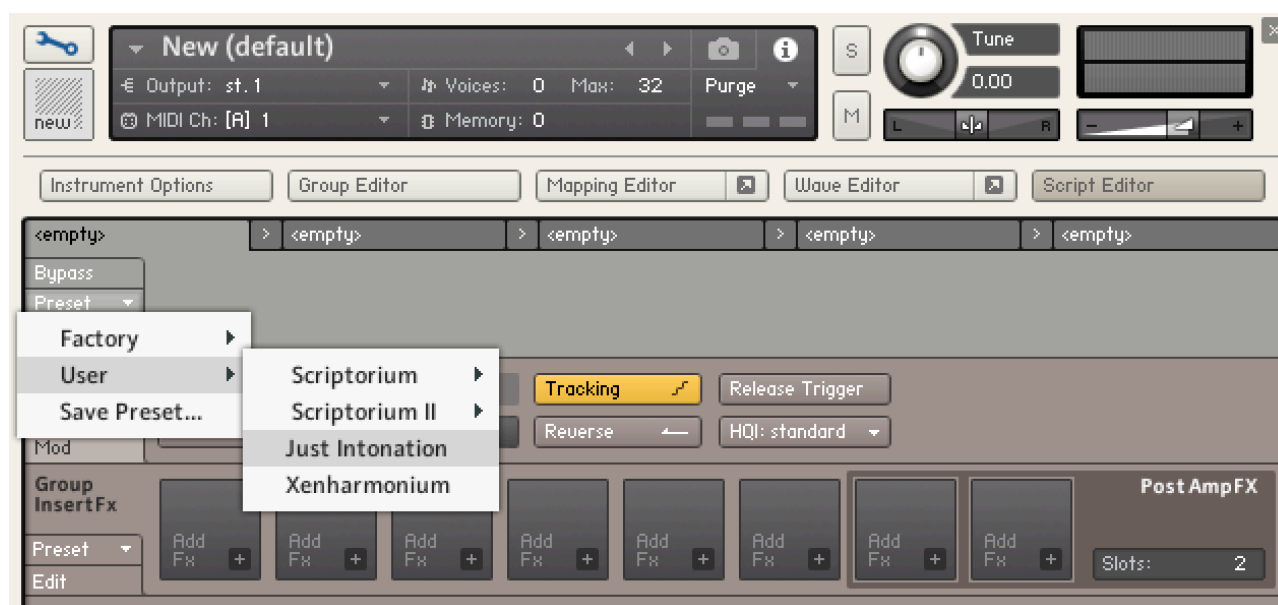 New (default)
S
Tune
Output: st. 1
Voices: 0 Max: 32
Purge
0.00
new
MIDI Ch: [A] 1
Memory: 0
M
L
R
-
+
Instrument Options
Group Editor
Mapping Editor
Wave Editor
Script Editor
<empty>
>
<empty>
>
<empty>
>
<empty>
>
<empty>
Bypass
Preset
Factory
User
Save Preset...
Scriptorium
Scriptorium II
Just Intonation
Xenharmonium
Tracking
Release Trigger
Reverse
HQI: standard
Mod
Group
InsertFx
Post Amp FX
Preset
Edit
Add
Fx +
Add
Fx +
Add
Fx +
Add
Fx +
Add
Fx +
Add
Fx +
Add
Fx +
Add
Fx +
Slots: 2